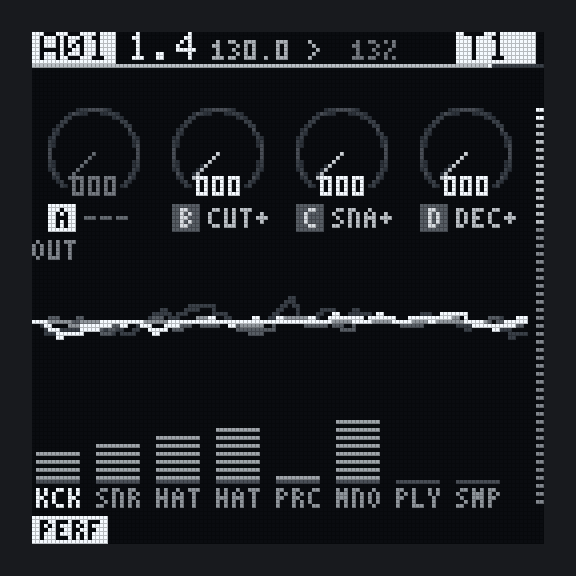 A01 1.4 130.0 > 13% T1
000 000 000 000
A --- B CUT+ C SNA+ D DEC+
OUT
KCK SNR HAT HAT PRC MNO PLY SMP
PERF